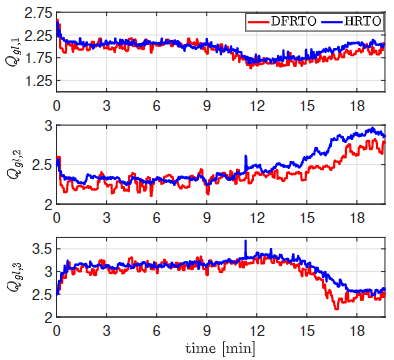 DFRTO HRTO
2.75
2.25
1.75
1.25
Q_{gl,1}
0 3 6 9 12 15 18
3
2.5
2
Q_{gl,2}
0 3 6 9 12 15 18
3.5
3
2.5
2
Q_{gl,3}
0 3 6 9 12 15 18
time [min]